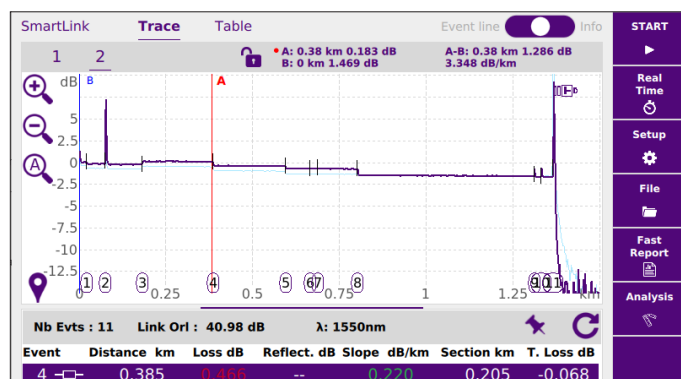 SmartLink Trace Table Event line Info
START
1 2
A: 0.38 km 0.183 dB A-B: 0.38 km 1.286 dB
B: 0 km 1.469 dB 3.348 dB/km
Real
Time
Setup
File
Fast
Report
Analysis
dB B A
5
2.5
0
-2.5
-5
-7.5
-10
-12.5
A
1 2 3 4 5 6 7 8 9 10 11
0 0.25 0.5 0.75 1 1.25 km
Nb Evts : 11 Link Orl : 40.98 dB λ: 1550nm
Event Distance km Loss dB Reflect. dB Slope dB/km Section km T. Loss dB
4 0.385 0.466 -- 0.220 0.205 -0.068